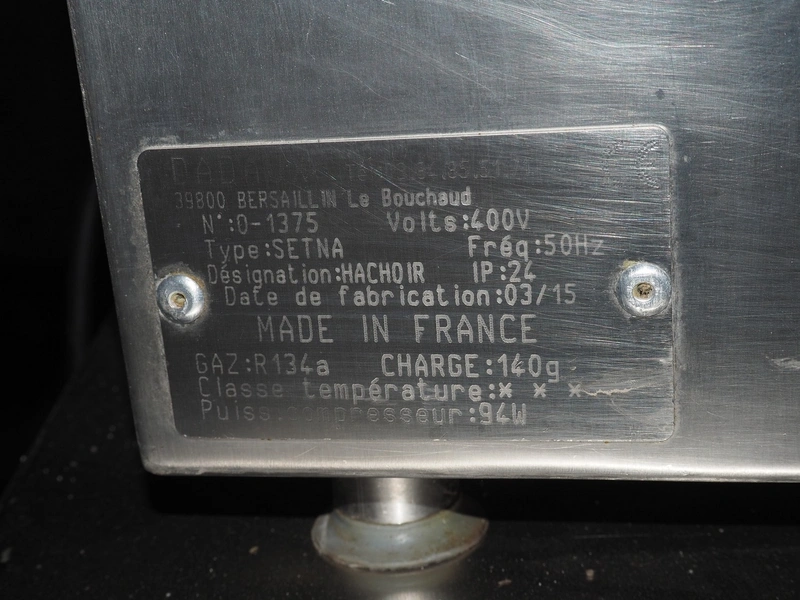 39800 BERSAILLIN Le Bouchaud
N°:0-1375 Volts:400V
Type:SETNA Fréq:50Hz
Désignation:HACHOIR IP:24
Date de fabrication:03/15
MADE IN FRANCE
GAZ:R134a CHARGE:140g
Classe température:* * *
Puiss.compresseur:94W